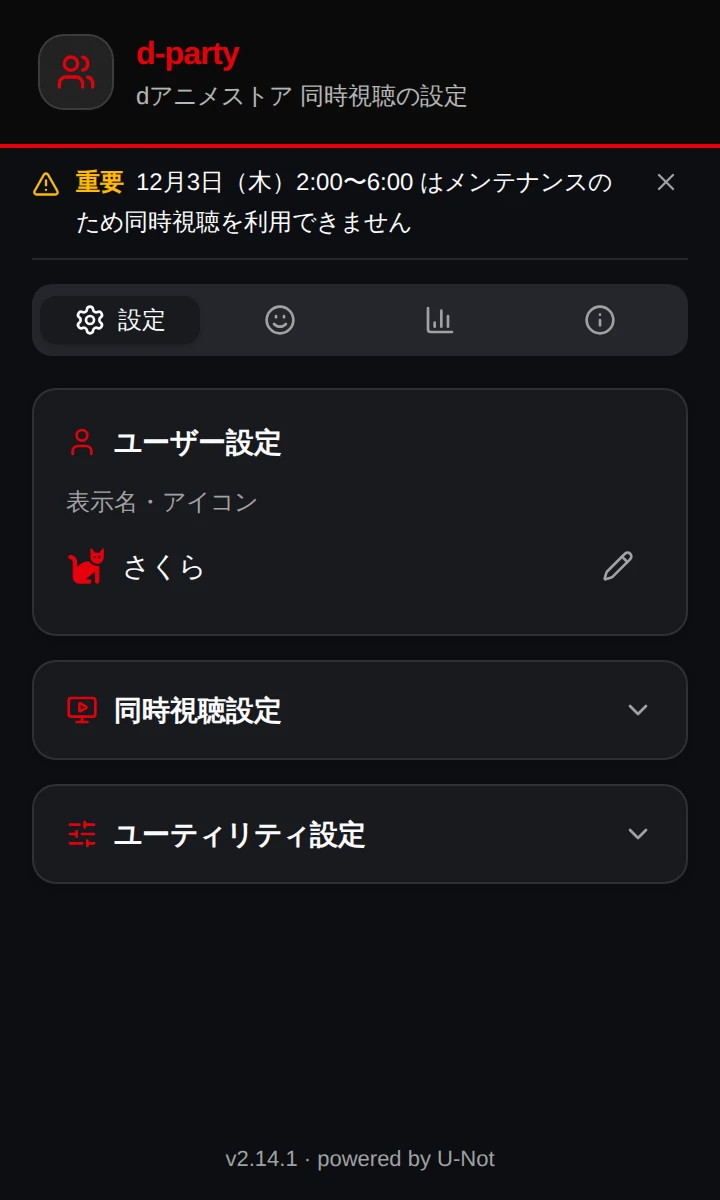 d-party
dアニメストア 同時視聴の設定
重要 12月3日（木）2:00〜6:00 はメンテナンスの
ため同時視聴を利用できません
設定
ユーザー設定
表示名・アイコン
さくら
同時視聴設定
ユーティリティ設定
v2.14.1 · powered by U-Not